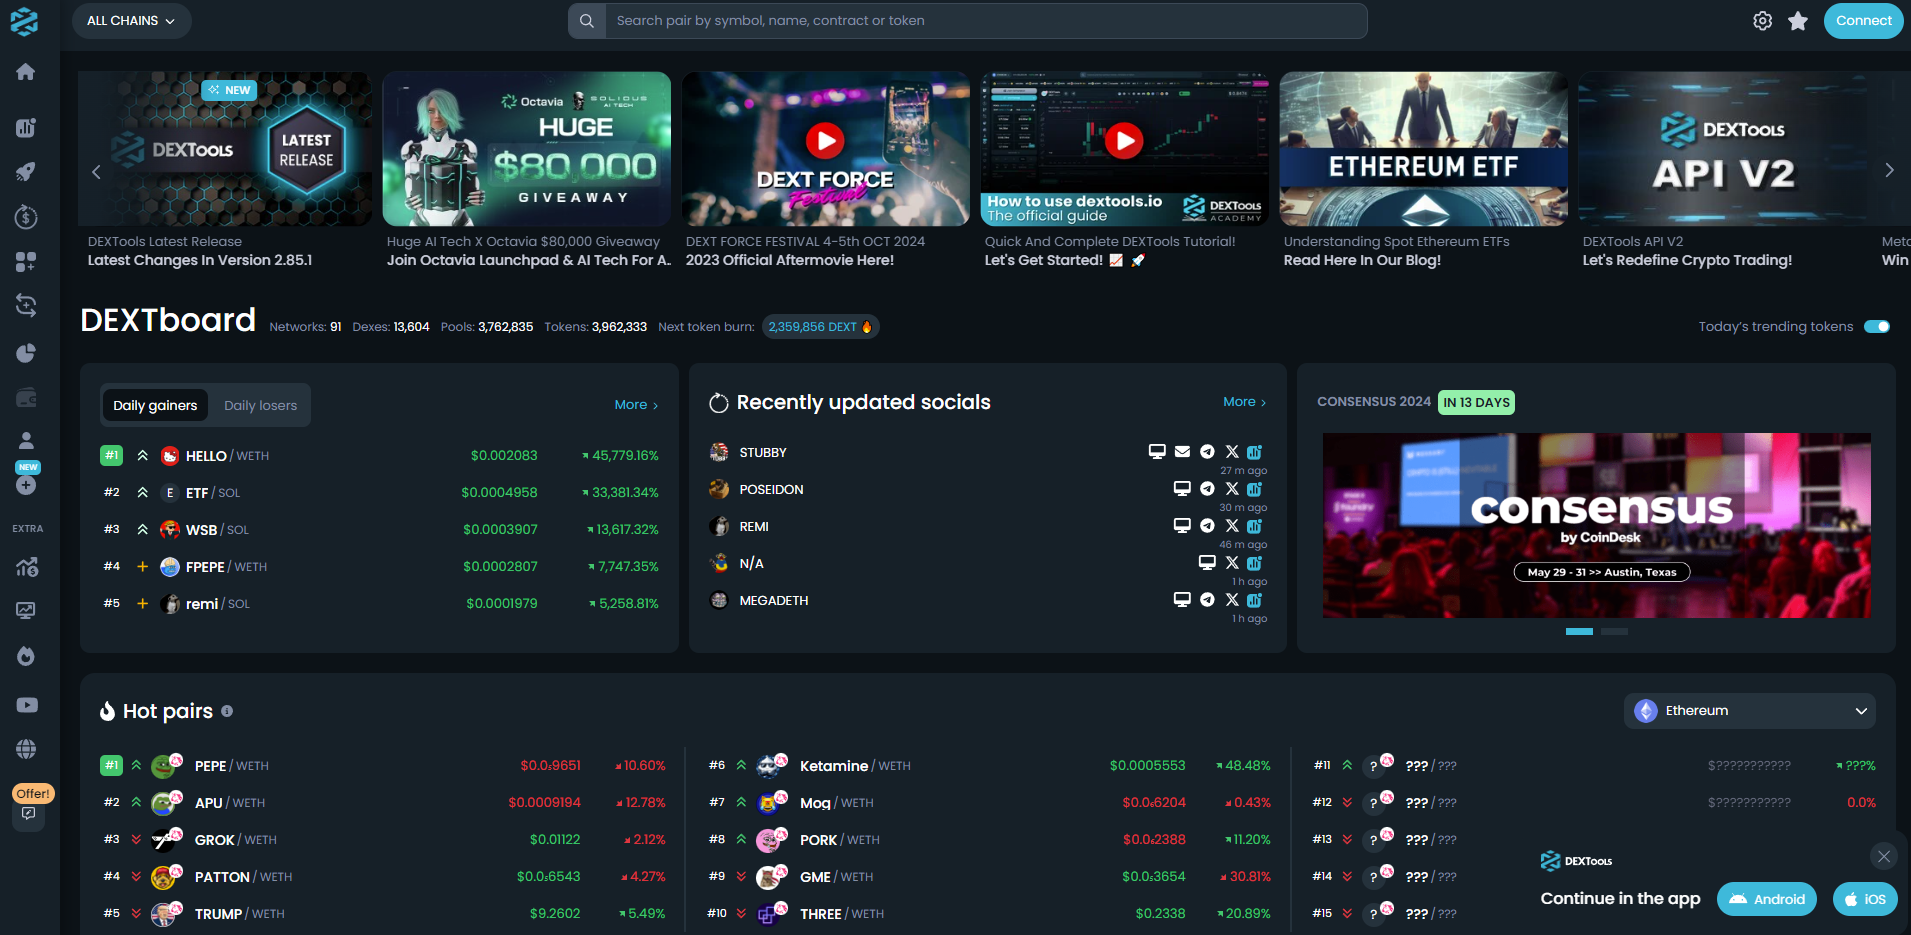 ALL CHAINS
Search pair by symbol, name, contract or token
Connect
NEW
DEXTools
LATEST
RELEASE
DEXTools Latest Release
Latest Changes In Version 2.85.1
Octavia SOLIDUS AI TECH
HUGE
$80.000
GIVEAWAY
Huge AI Tech X Octavia $80,000 Giveaway
Join Octavia Launchpad & AI Tech For A..
DEXT FORCE
Festival
DEXT FORCE FESTIVAL 4-5th OCT 2024
2023 Official Aftermovie Here!
How to use dextools.io
The official guide
DEXTools
ACADEMY
Quick And Complete DEXTools Tutorial!
Let's Get Started! 📈 🚀
ETHEREUM ETF
Understanding Spot Ethereum ETFs
Read Here In Our Blog!
DEXTools
API V2
DEXTools API V2
Let's Redefine Crypto Trading!
Meta
Win
DEXTboard Networks: 91 Dexes: 13,604 Pools: 3,762,835 Tokens: 3,962,333 Next token burn: 2,359,856 DEXT 🔥 Today's trending tokens
Daily gainers Daily losers More >
#1 HELLO / WETH $0.002083 45,779.16%
#2 E ETF / SOL $0.0004958 33,381.34%
#3 WSB / SOL $0.0003907 13,617.32%
#4 FPEPE / WETH $0.0002807 7,747.35%
#5 remi / SOL $0.0001979 5,258.81%
Recently updated socials More >
STUBBY
27 m ago
POSEIDON
30 m ago
REMI
46 m ago
N/A
1 h ago
MEGADETH
1 h ago
CONSENSUS 2024 IN 13 DAYS
consensus
by CoinDesk
May 29 - 31 >> Austin, Texas
NEW
EXTRA
Offer!
Hot pairs Ethereum
#1 PEPE / WETH $0.0₅9651 10.60%
#2 APU / WETH $0.0009194 12.78%
#3 GROK / WETH $0.01122 2.12%
#4 PATTON / WETH $0.0₆6543 4.27%
#5 TRUMP / WETH $9.2602 5.49%
#6 Ketamine / WETH $0.0005553 48.48%
#7 Mog / WETH $0.0₆6204 0.43%
#8 PORK / WETH $0.0₆2388 11.20%
#9 GME / WETH $0.0₅3654 30.81%
#10 THREE / WETH $0.2338 20.89%
#11 ? ??? / ??? $??????????? ???%
#12 ? ??? / ??? $??????????? 0.0%
#13 ? ??? / ???
#14 ? ??? / ???
#15 ? ??? / ???
DEXTools
Continue in the app Android iOS